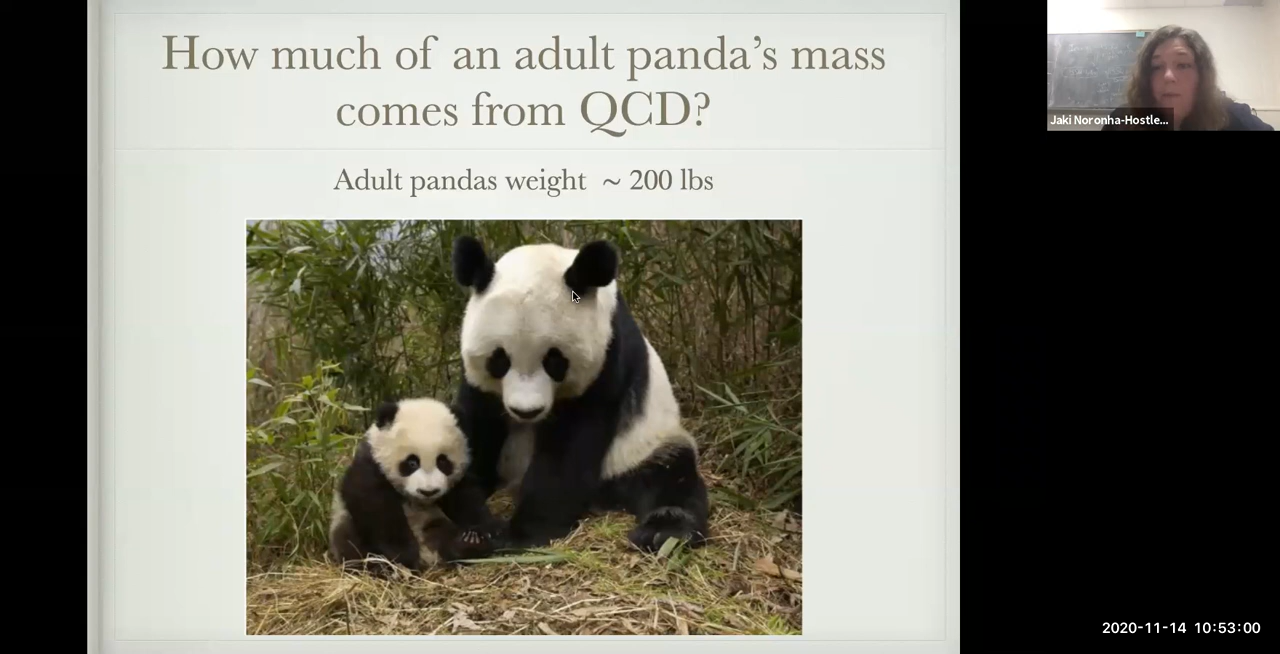 How much of an adult panda's mass
comes from QCD?
Adult pandas weight ~ 200 lbs
Jaki Noronha-Hostle...
2020-11-14 10:53:00